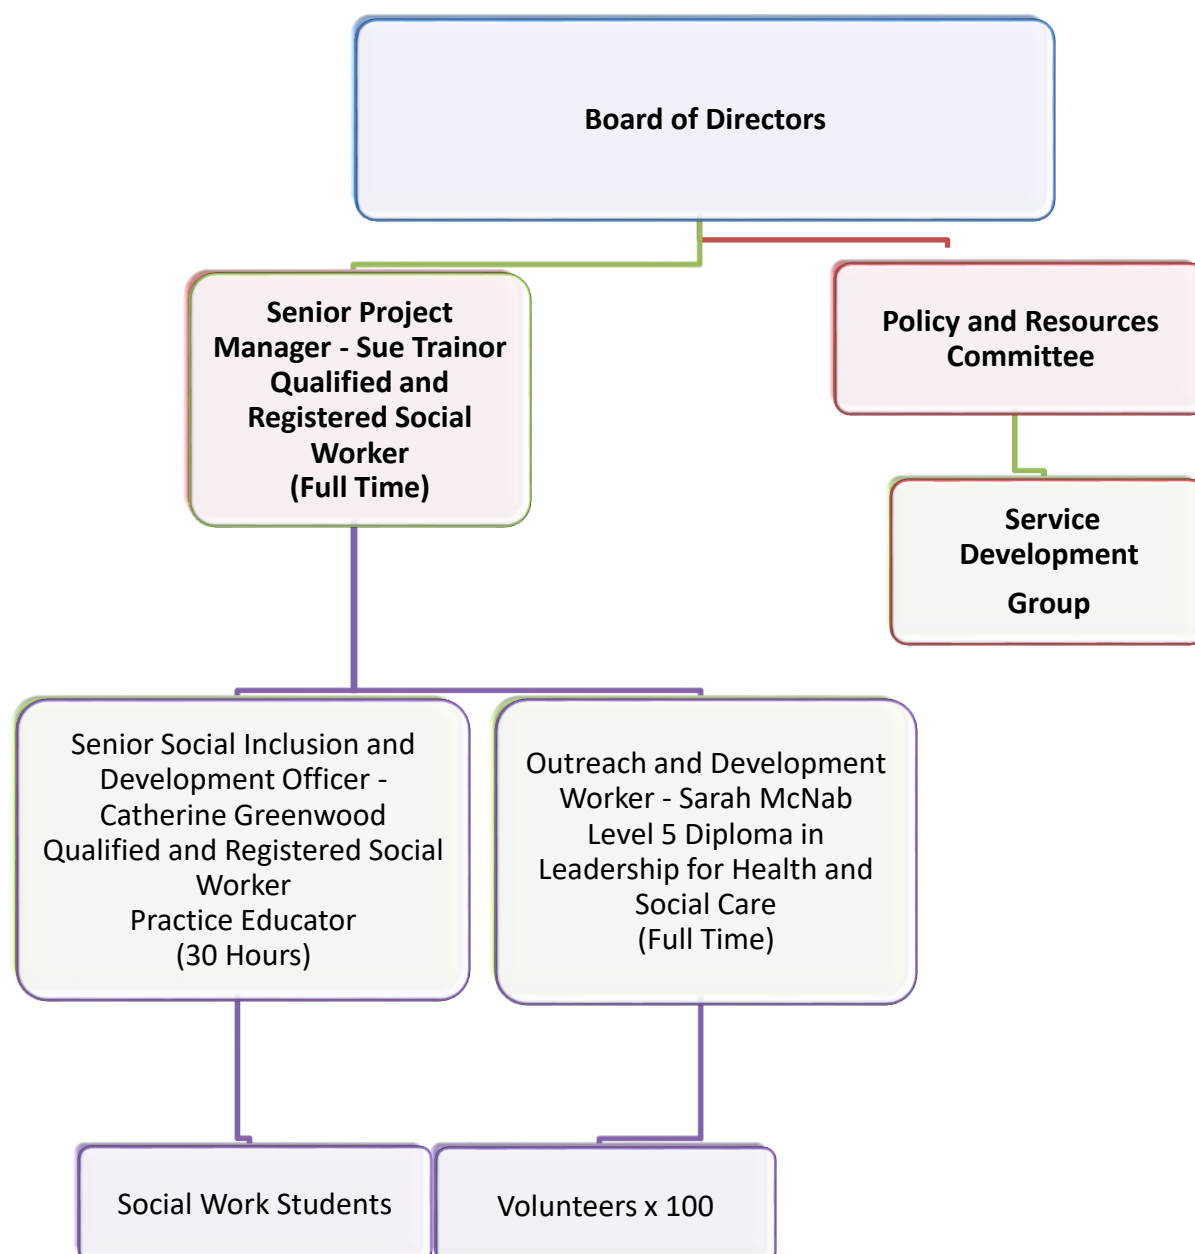 Board of Directors
Senior Project
Manager - Sue Trainor
Qualified and
Registered Social
Worker
(Full Time)
Policy and Resources
Committee
Service
Development
Group
Senior Social Inclusion and
Development Officer -
Catherine Greenwood
Qualified and Registered Social
Worker
Practice Educator
(30 Hours)
Outreach and Development
Worker - Sarah McNab
Level 5 Diploma in
Leadership for Health and
Social Care
(Full Time)
Social Work Students
Volunteers x 100